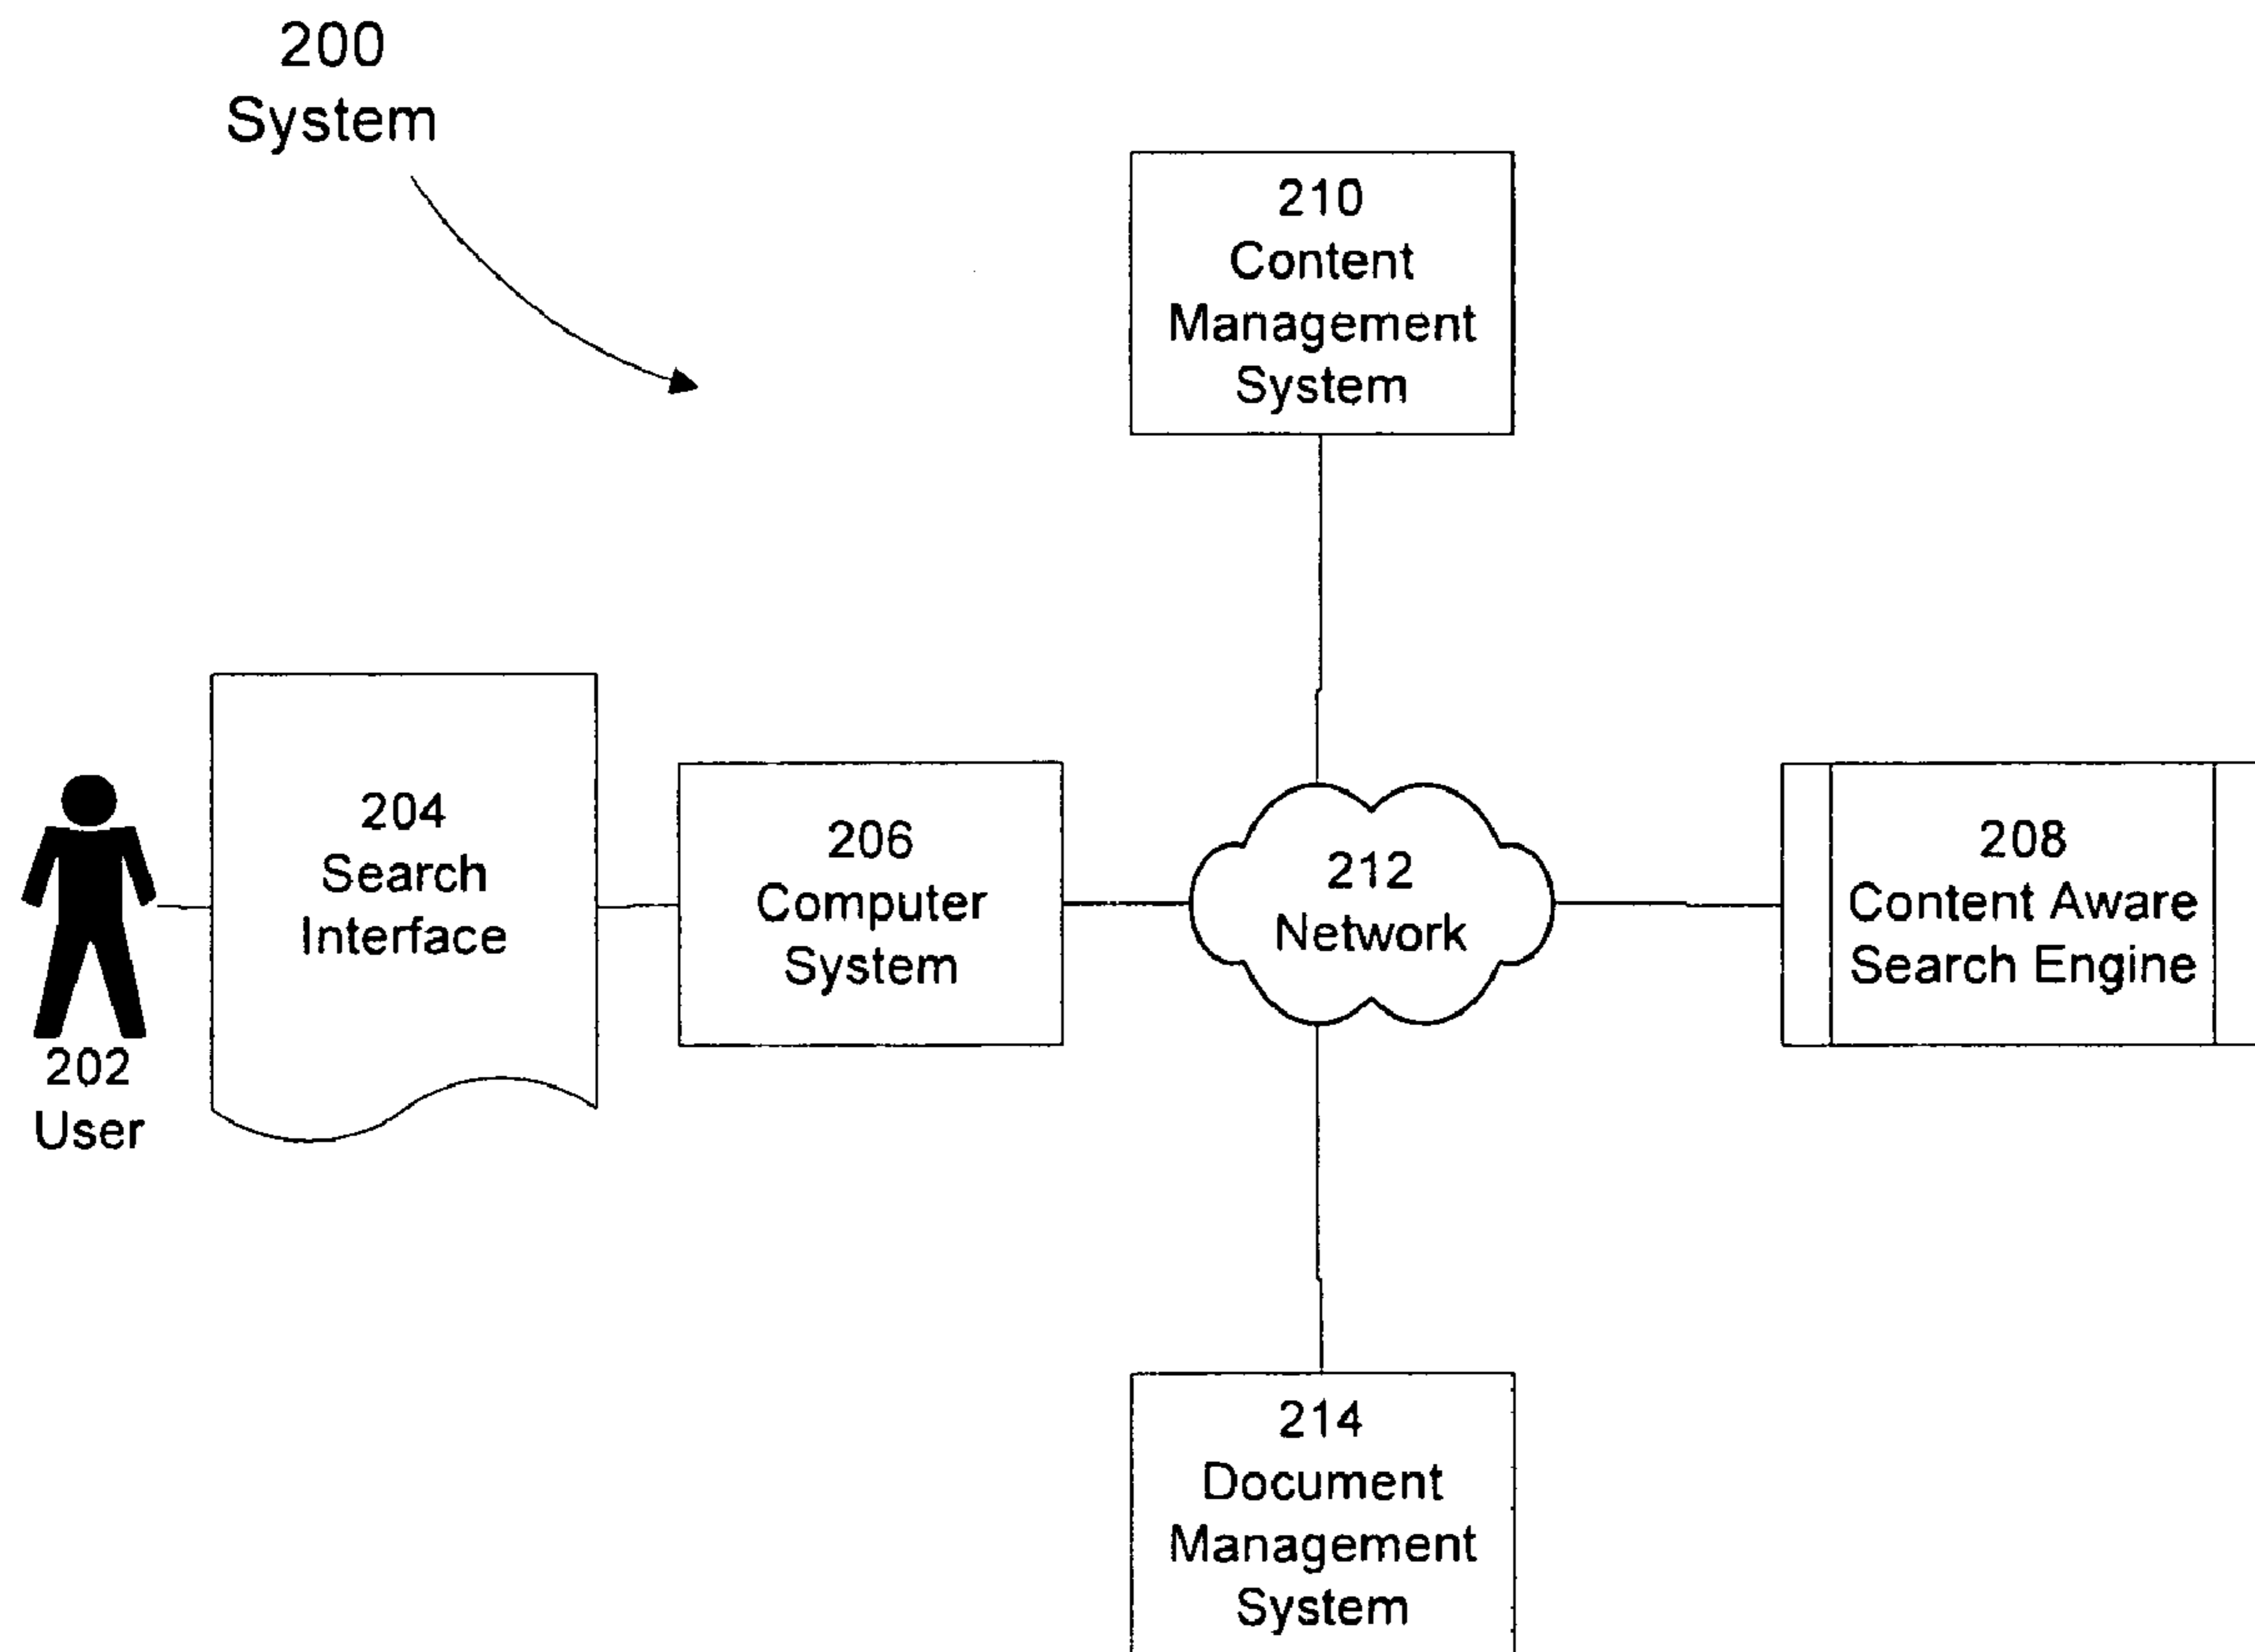 200
System
210
Content
Management
System
204
Search
Interface
206
Computer
System
212
Network
208
Content Aware
Search Engine
202
User
214
Document
Management
System